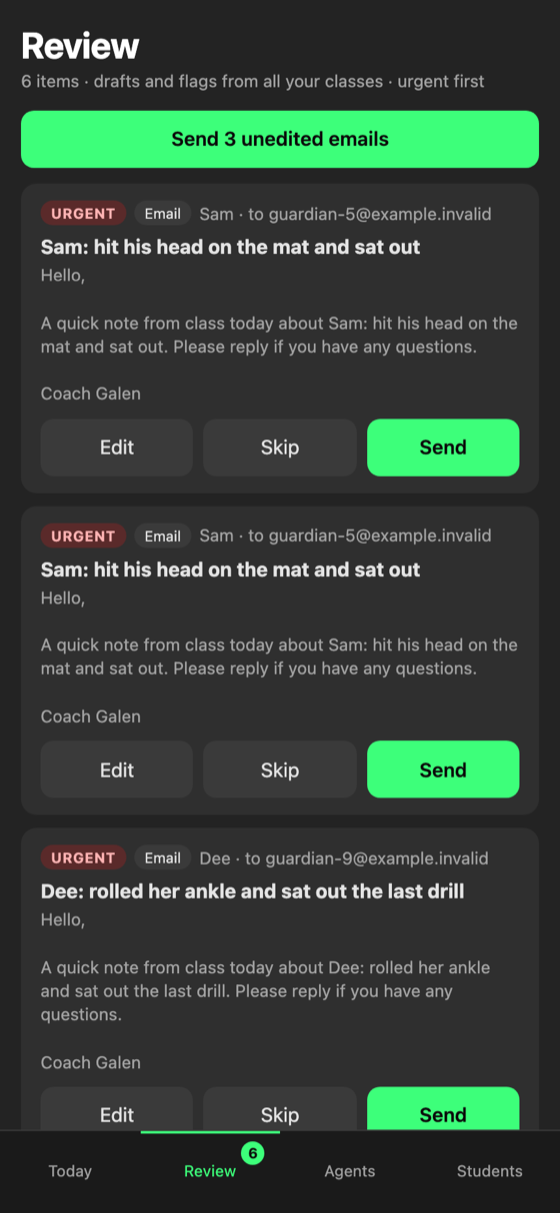 Review
6 items · drafts and flags from all your classes · urgent first
Send 3 unedited emails
URGENT Email Sam · to guardian-5@example.invalid
Sam: hit his head on the mat and sat out
Hello,
A quick note from class today about Sam: hit his head on the
mat and sat out. Please reply if you have any questions.
Coach Galen
Edit Skip Send
URGENT Email Sam · to guardian-5@example.invalid
Sam: hit his head on the mat and sat out
Hello,
A quick note from class today about Sam: hit his head on the
mat and sat out. Please reply if you have any questions.
Coach Galen
Edit Skip Send
URGENT Email Dee · to guardian-9@example.invalid
Dee: rolled her ankle and sat out the last drill
Hello,
A quick note from class today about Dee: rolled her ankle
and sat out the last drill. Please reply if you have any
questions.
Coach Galen
Edit Skip Send
6
Today Review Agents Students